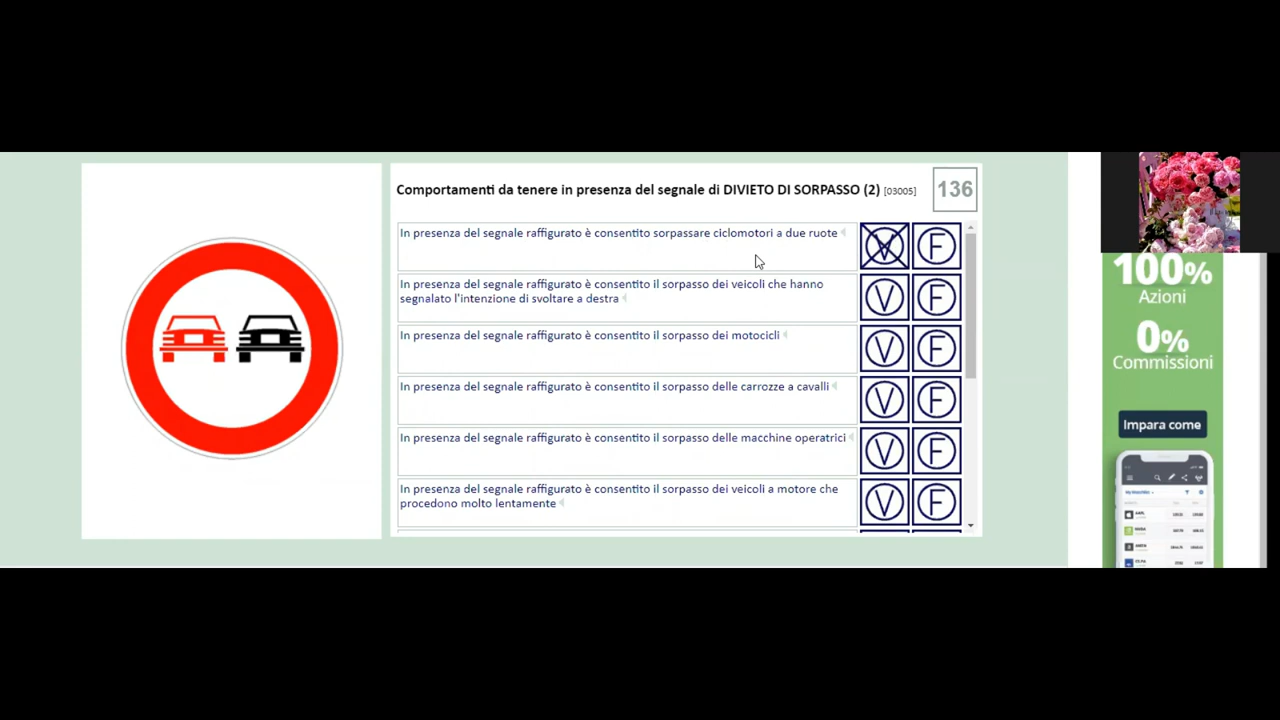 Comportamenti da tenere in presenza del segnale di DIVIETO DI SORPASSO (2) [03005]
136
In presenza del segnale raffigurato è consentito sorpassare ciclomotori a due ruote
V F
In presenza del segnale raffigurato è consentito il sorpasso dei veicoli che hanno
segnalato l'intenzione di svoltare a destra
V F
In presenza del segnale raffigurato è consentito il sorpasso dei motocicli
V F
In presenza del segnale raffigurato è consentito il sorpasso delle carrozze a cavalli
V F
In presenza del segnale raffigurato è consentito il sorpasso delle macchine operatrici
V F
In presenza del segnale raffigurato è consentito il sorpasso dei veicoli a motore che
procedono molto lentamente
V F
100%
Azioni
0%
Commissioni
Impara come